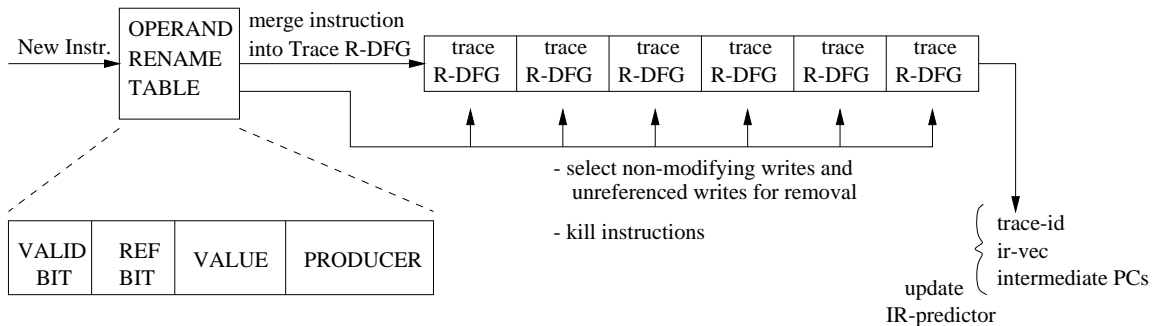 New Instr.
OPERAND
RENAME
TABLE
merge instruction
into Trace R-DFG
trace
R-DFG
trace
R-DFG
trace
R-DFG
trace
R-DFG
trace
R-DFG
trace
R-DFG
- select non-modifying writes and
unreferenced writes for removal
- kill instructions
VALID
BIT
REF
BIT
VALUE
PRODUCER
trace-id
ir-vec
intermediate PCs
update
IR-predictor